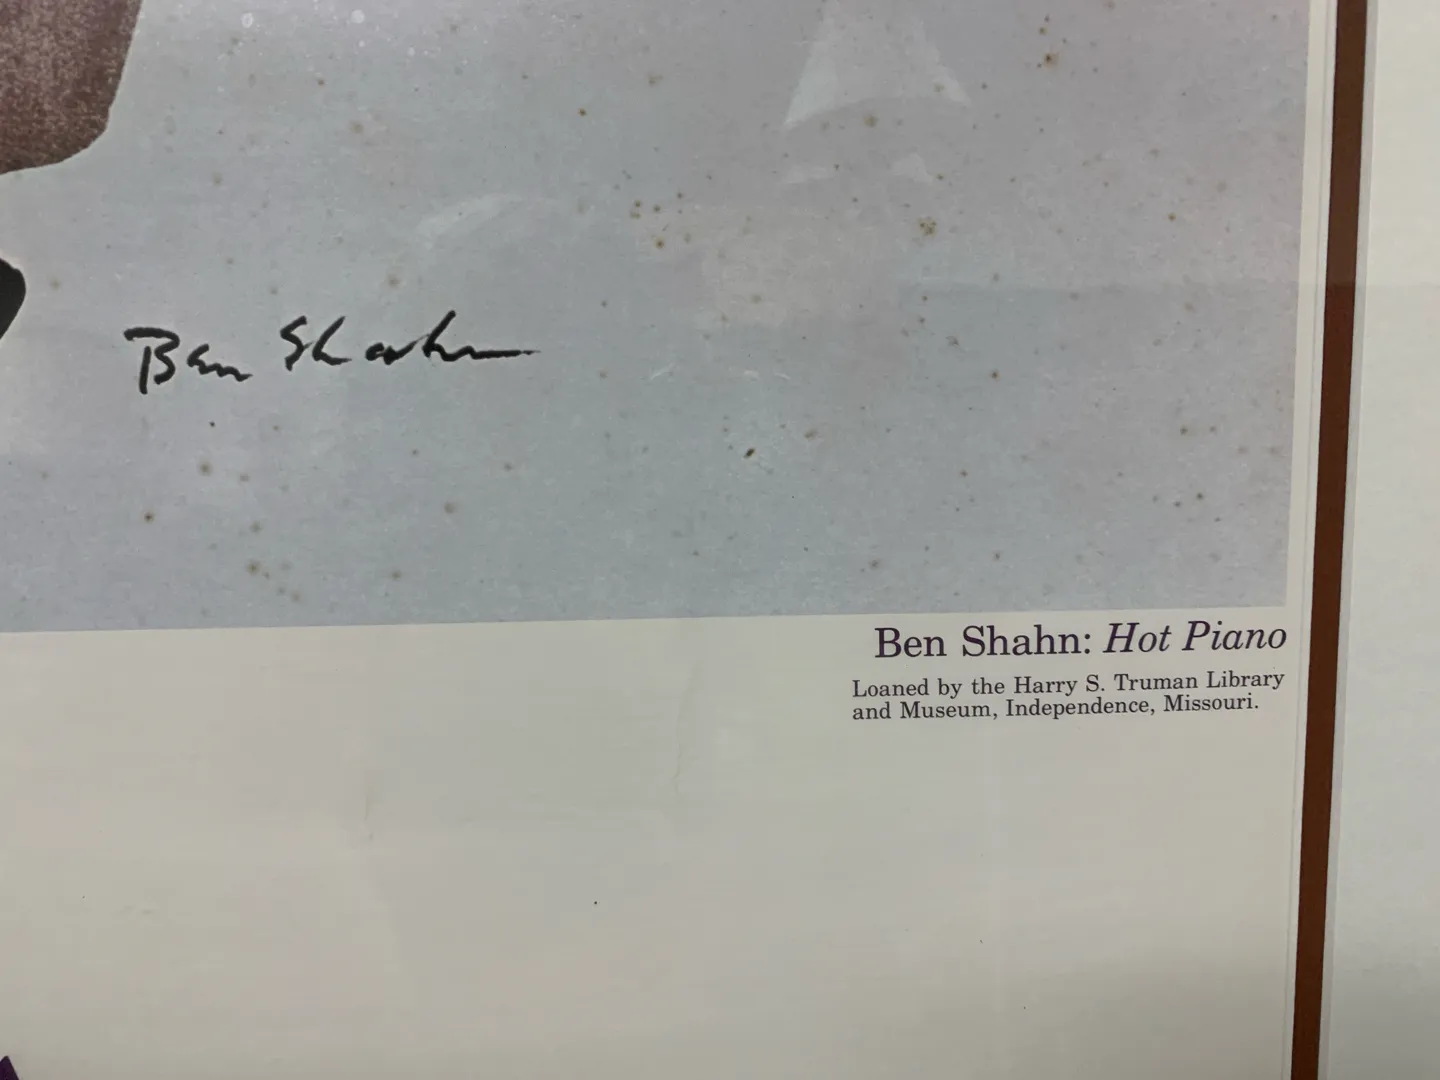 Ben Shahn
Ben Shahn: Hot Piano
Loaned by the Harry S. Truman Library
and Museum, Independence, Missouri.